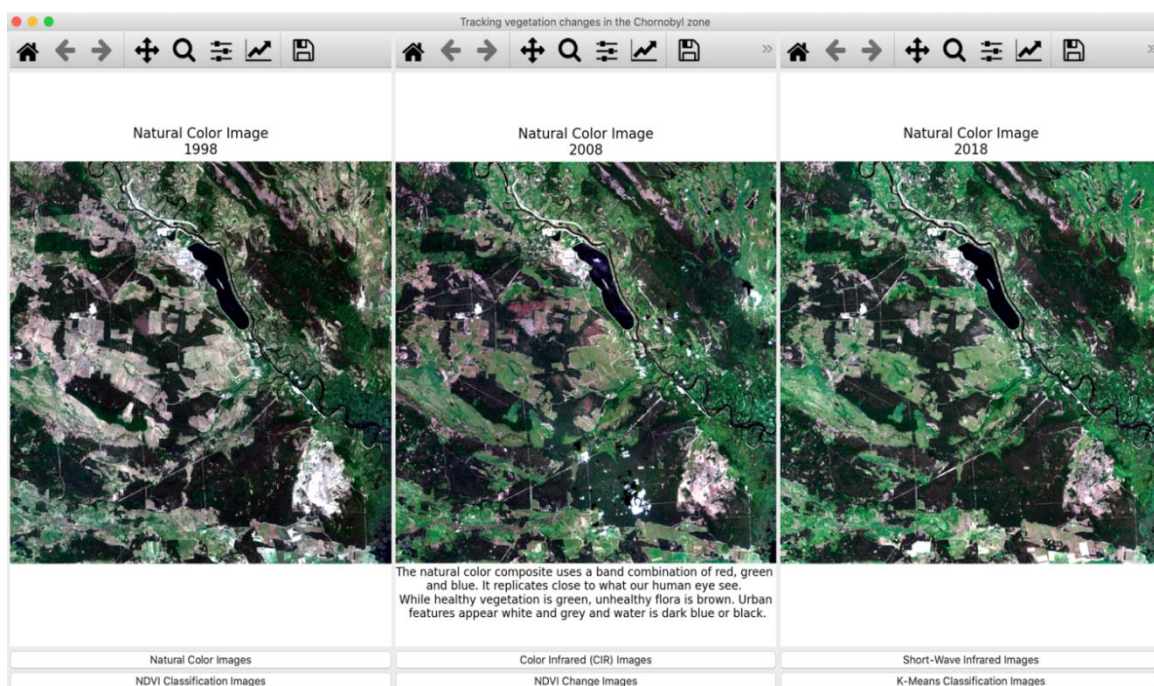 Tracking vegetation changes in the Chornobyl zone
Natural Color Image
1998
Natural Color Image
2008
Natural Color Image
2018
The natural color composite uses a band combination of red, green
and blue. It replicates close to what our human eye see.
While healthy vegetation is green, unhealthy flora is brown. Urban
features appear white and grey and water is dark blue or black.
Natural Color Images
Color Infrared (CIR) Images
Short-Wave Infrared Images
NDVI Classification Images
NDVI Change Images
K-Means Classification Images